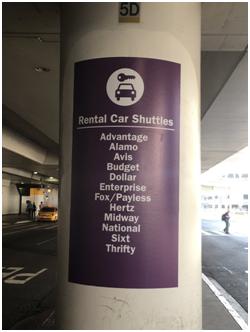 5D
Rental Car Shuttles
Advantage
Alamo
Avis
Budget
Dollar
Enterprise
Fox/Payless
Hertz
Midway
National
Sixt
Thrifty